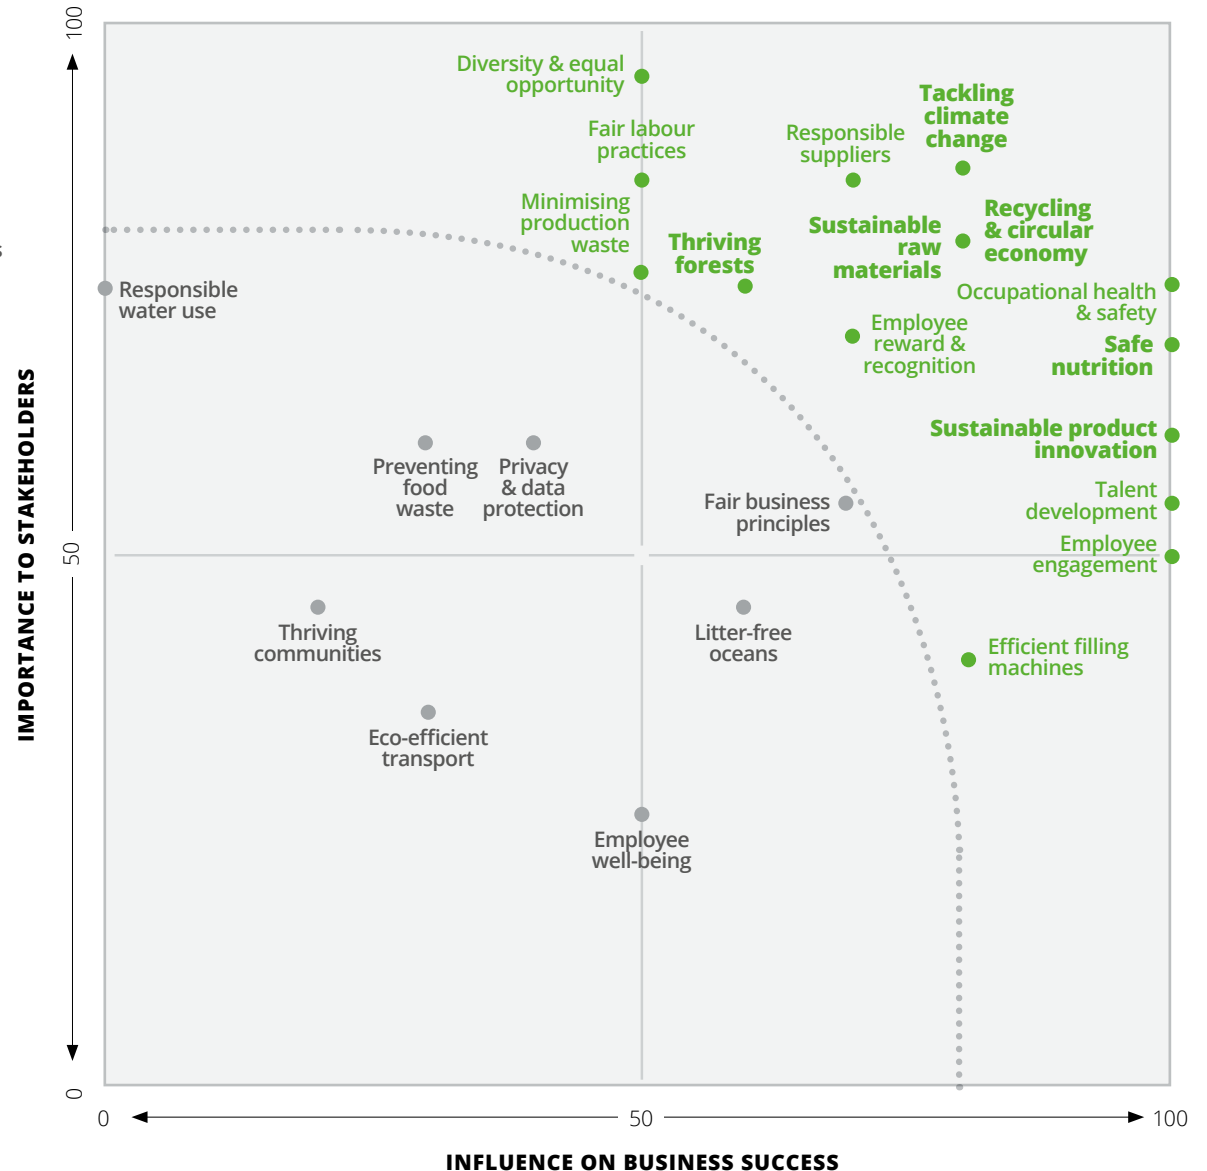 100
Diversity & equal
opportunity
Tackling
climate
change
Fair labour
practices
Responsible
suppliers
Minimising
production
waste
Thriving
forests
Sustainable
raw
materials
Recycling
& circular
economy
Responsible
water use
Occupational health
& safety
Employee
reward &
recognition
Safe
nutrition
Sustainable product
innovation
Preventing
food
waste
Privacy
& data
protection
Fair business
principles
Talent
development
Employee
engagement
50
IMPORTANCE TO STAKEHOLDERS
Thriving
communities
Litter-free
oceans
Efficient filling
machines
Eco-efficient
transport
Employee
well-being
0
0
50
100
INFLUENCE ON BUSINESS SUCCESS